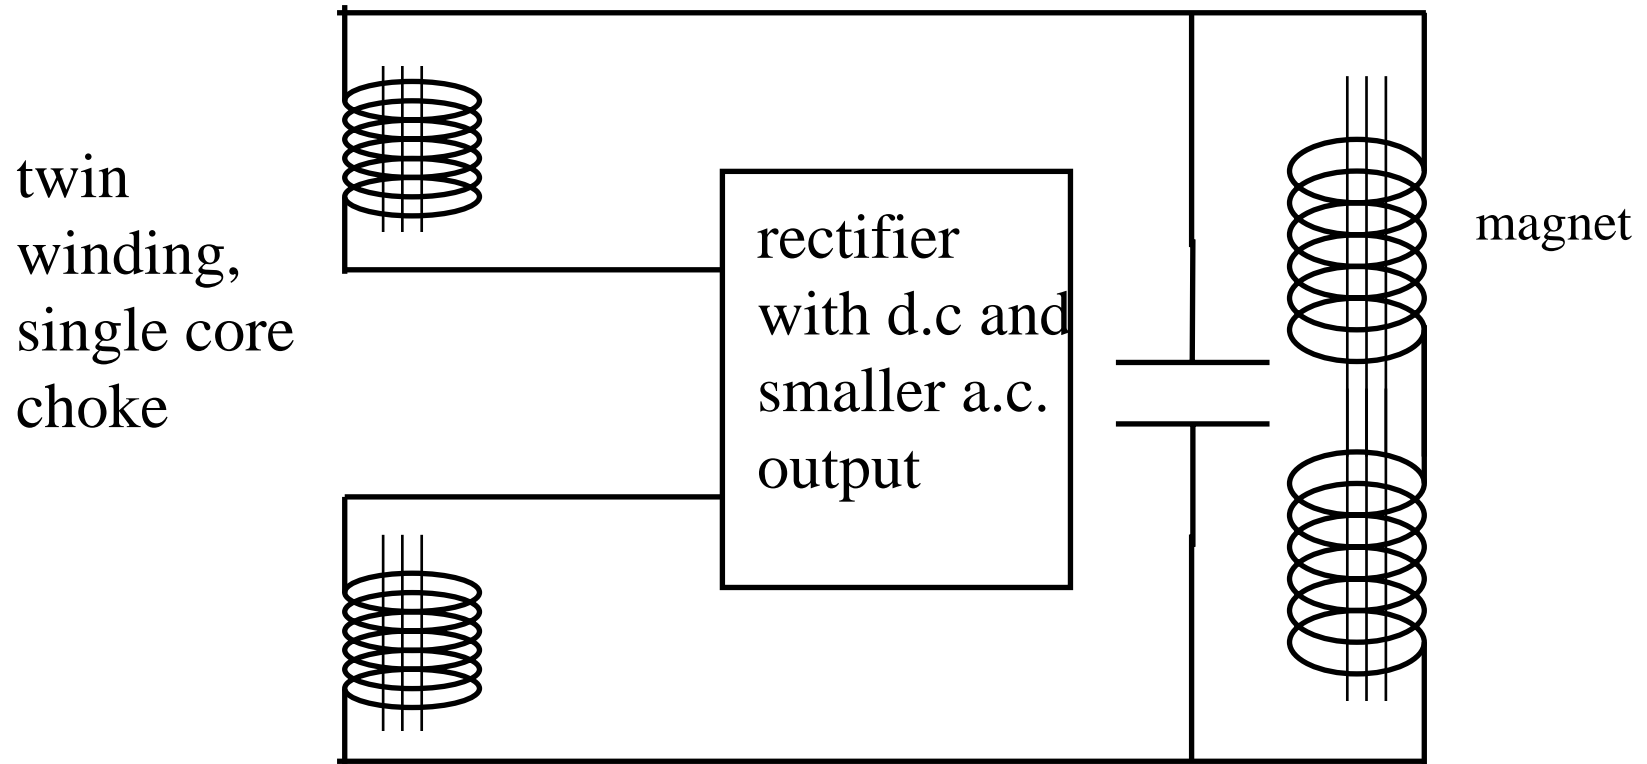 twin
winding,
single core
choke
rectifier
with d.c and
smaller a.c.
output
magnet